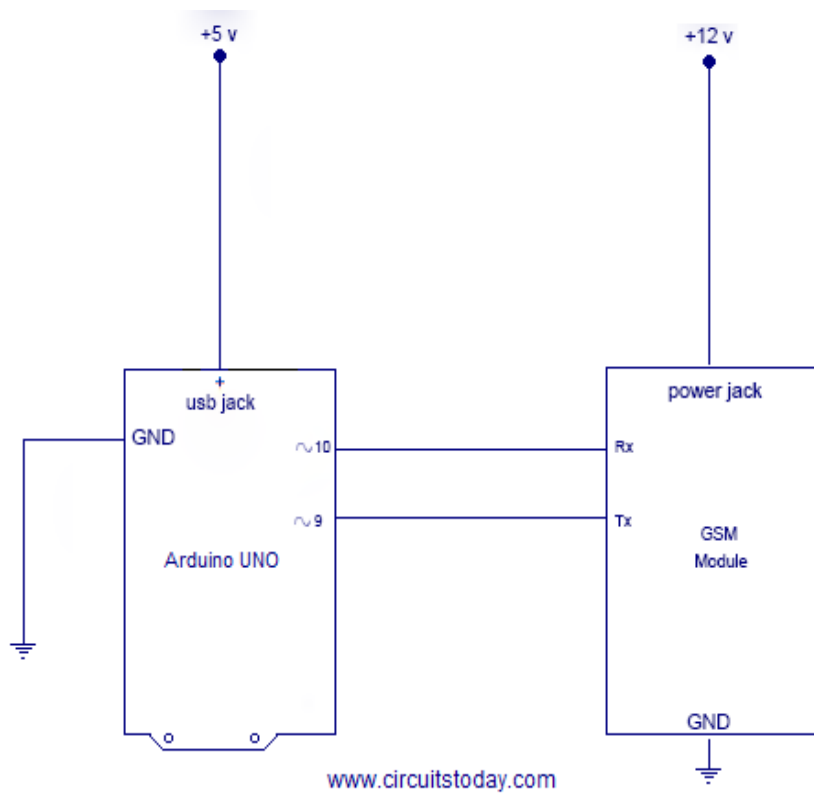 +5 v
+12 v
+
usb jack
power jack
GND
~10
Rx
~9
Tx
GSM
Module
Arduino UNO
GND
www.circuitstoday.com